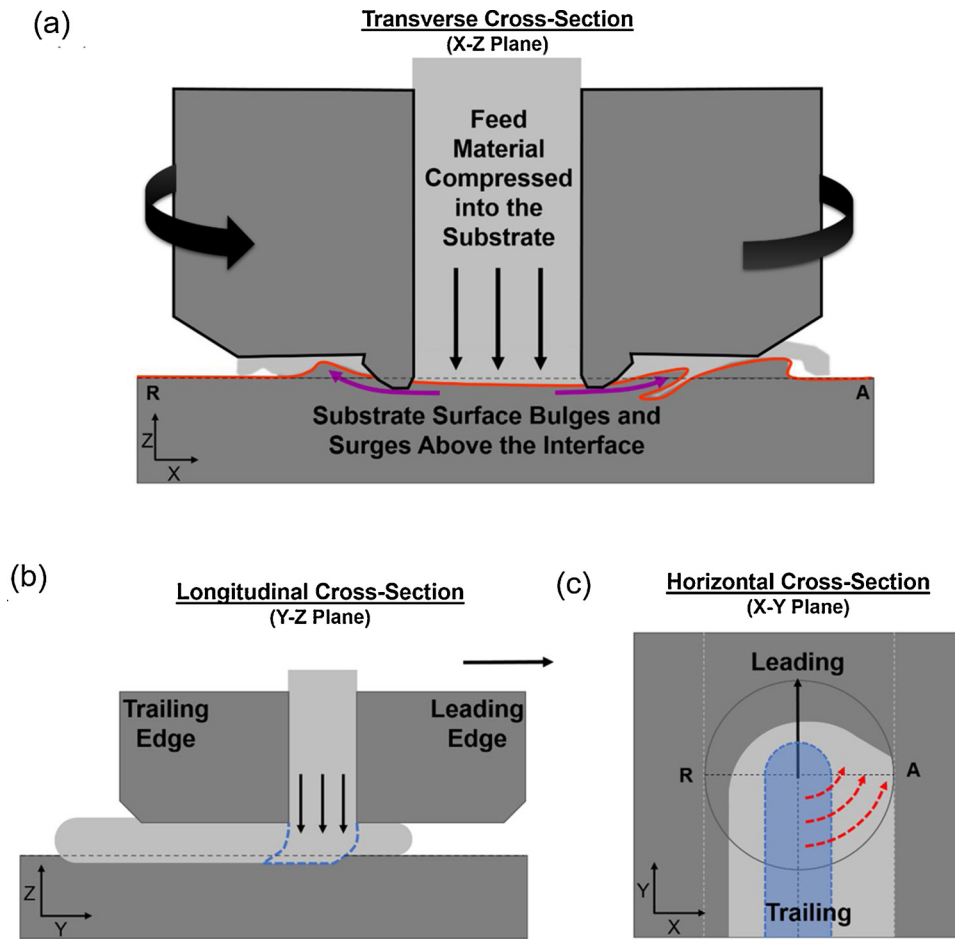 (a)
Transverse Cross-Section
(X-Z Plane)
Feed
Material
Compressed
into the
Substrate
R
A
Substrate Surface Bulges and
Surges Above the Interface
Z
X
(b)
Longitudinal Cross-Section
(Y-Z Plane)
Trailing
Edge
Leading
Edge
Z
Y
(c)
Horizontal Cross-Section
(X-Y Plane)
Leading
R
A
Y
X
Trailing